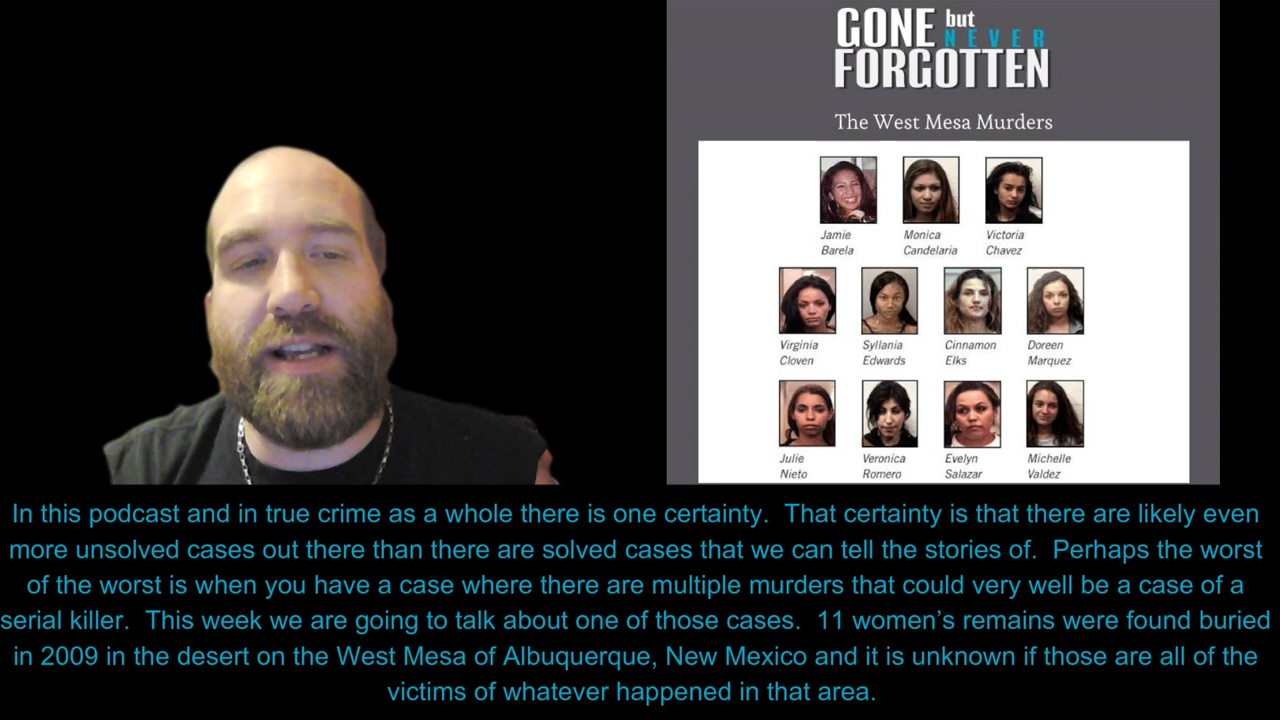 GONE but
NEVER
FORGOTTEN
The West Mesa Murders
Jamie Monica Victoria
Barela Candelaria Chavez
Virginia Syllania Cinnamon Doreen
Cloven Edwards Elks Marquez
Julie Veronica Evelyn Michelle
Nieto Romero Salazar Valdez
In this podcast and in true crime as a whole there is one certainty.  That certainty is that there are likely even
more unsolved cases out there than there are solved cases that we can tell the stories of.  Perhaps the worst
of the worst is when you have a case where there are multiple murders that could very well be a case of a
serial killer.  This week we are going to talk about one of those cases.  11 women’s remains were found buried
in 2009 in the desert on the West Mesa of Albuquerque, New Mexico and it is unknown if those are all of the
victims of whatever happened in that area.